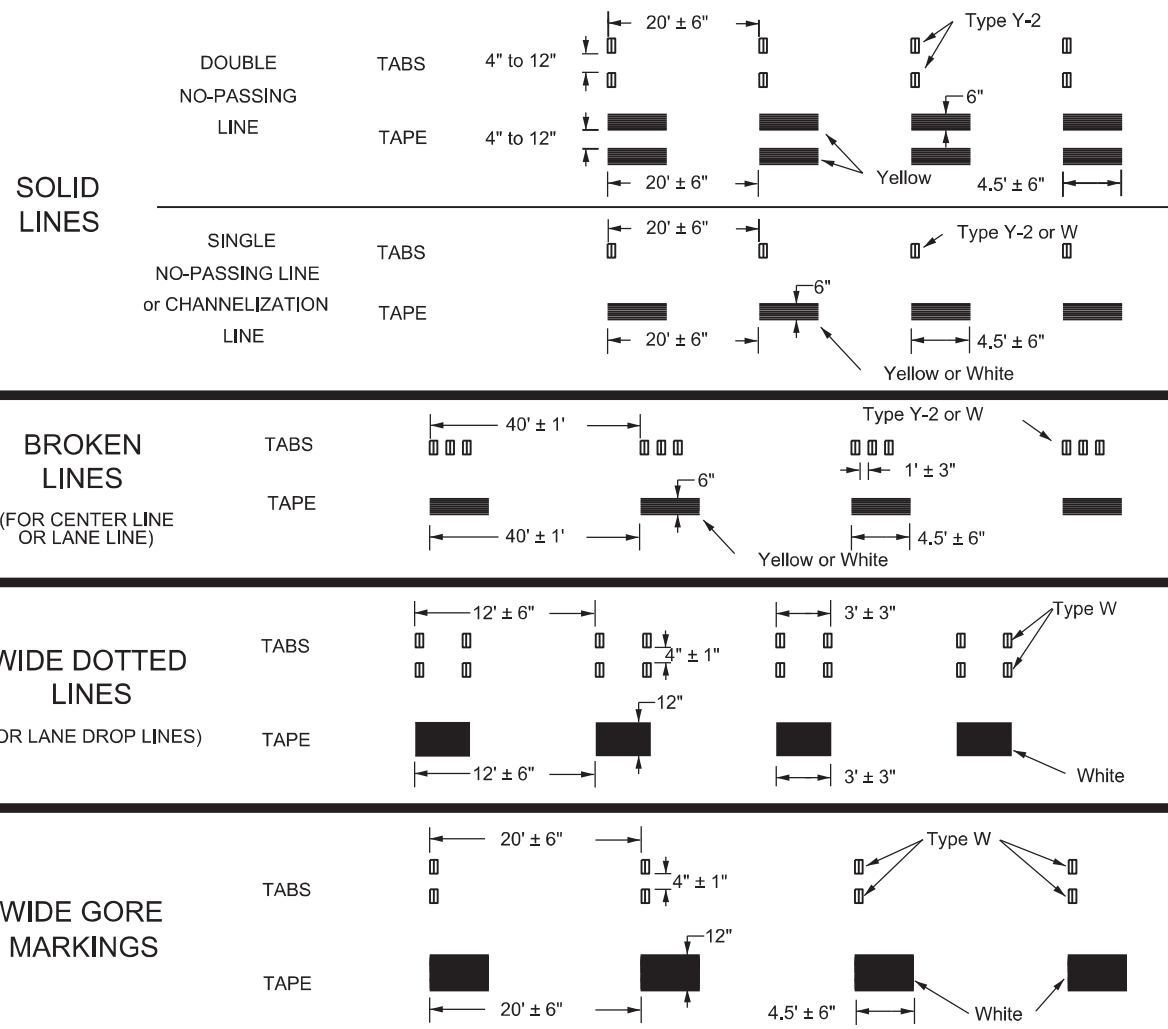 20' ± 6"
Type Y-2
DOUBLE
NO-PASSING
LINE
TABS
4" to 12"
6"
TAPE
4" to 12"
Yellow
20' ± 6"
4.5' ± 6"
SOLID
LINES
SINGLE
NO-PASSING LINE
or CHANNELIZATION
LINE
TABS
20' ± 6"
Type Y-2 or W
TAPE
6"
20' ± 6"
4.5' ± 6"
Yellow or White
BROKEN
LINES
(FOR CENTER LINE
OR LANE LINE)
TABS
40' ± 1'
Type Y-2 or W
1' ± 3"
TAPE
6"
40' ± 1'
4.5' ± 6"
Yellow or White
WIDE DOTTED
LINES
OR LANE DROP LINES)
TABS
12' ± 6"
3' ± 3"
Type W
4" ± 1"
TAPE
12"
12' ± 6"
3' ± 3"
White
WIDE GORE
MARKINGS
TABS
20' ± 6"
Type W
4" ± 1"
TAPE
12"
20' ± 6"
4.5' ± 6"
White